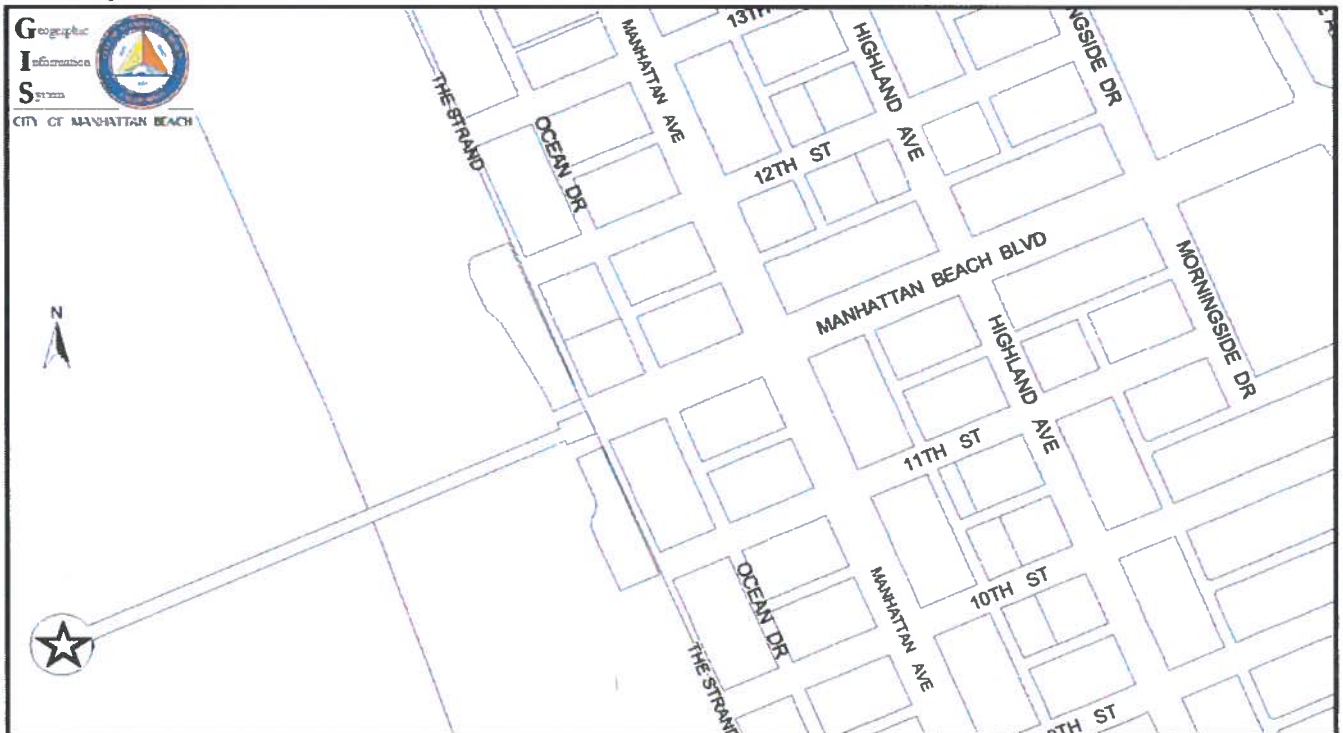 Geographic
Information
System
CITY OF MANHATTAN BEACH
N
THE STRAND
OCEAN DR
MANHATTAN AVE
13TH
HIGHLAND AVE
12TH ST
MANHATTAN BEACH BLVD
MORNINGSIDE DR
HIGHLAND AVE
11TH ST
10TH ST
OCEAN DR
MANHATTAN AVE
THE STRAND
TH ST
NGSIDE DR